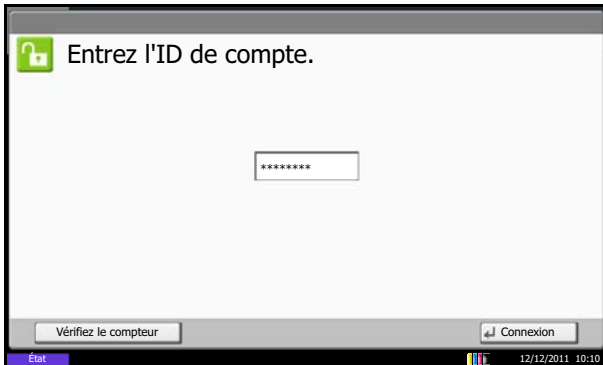 Entrez l'ID de compte.
********
Vérifiez le compteur
Connexion
État
12/12/2011 10:10